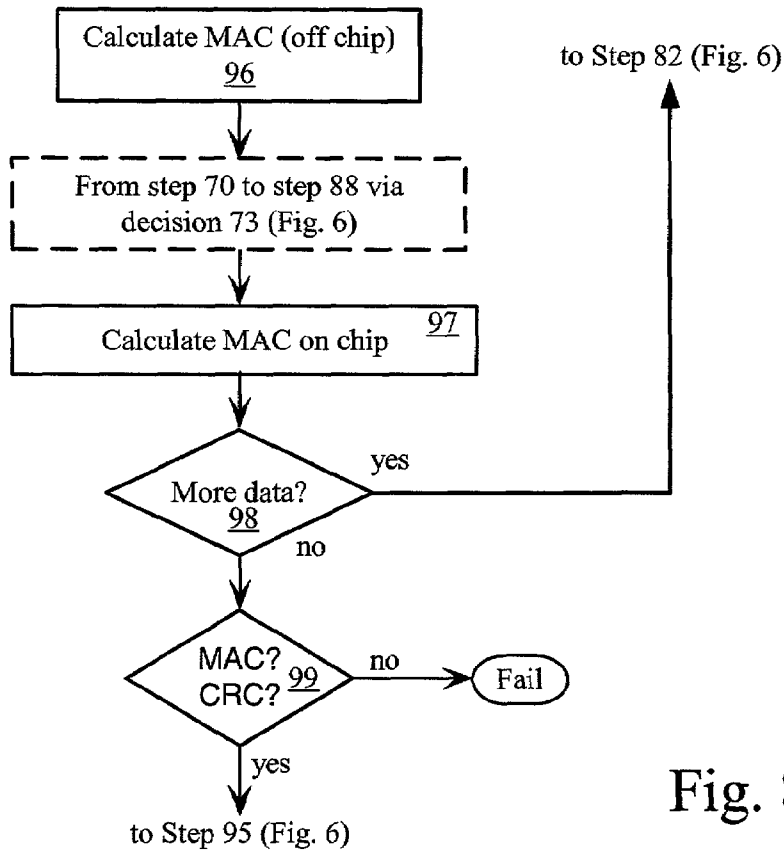 Calculate MAC (off chip)
96
to Step 82 (Fig. 6)
From step 70 to step 88 via
decision 73 (Fig. 6)
97
Calculate MAC on chip
yes
More data?
98
no
MAC?
CRC? 99
no
Fail
yes
Fig.
to Step 95 (Fig. 6)